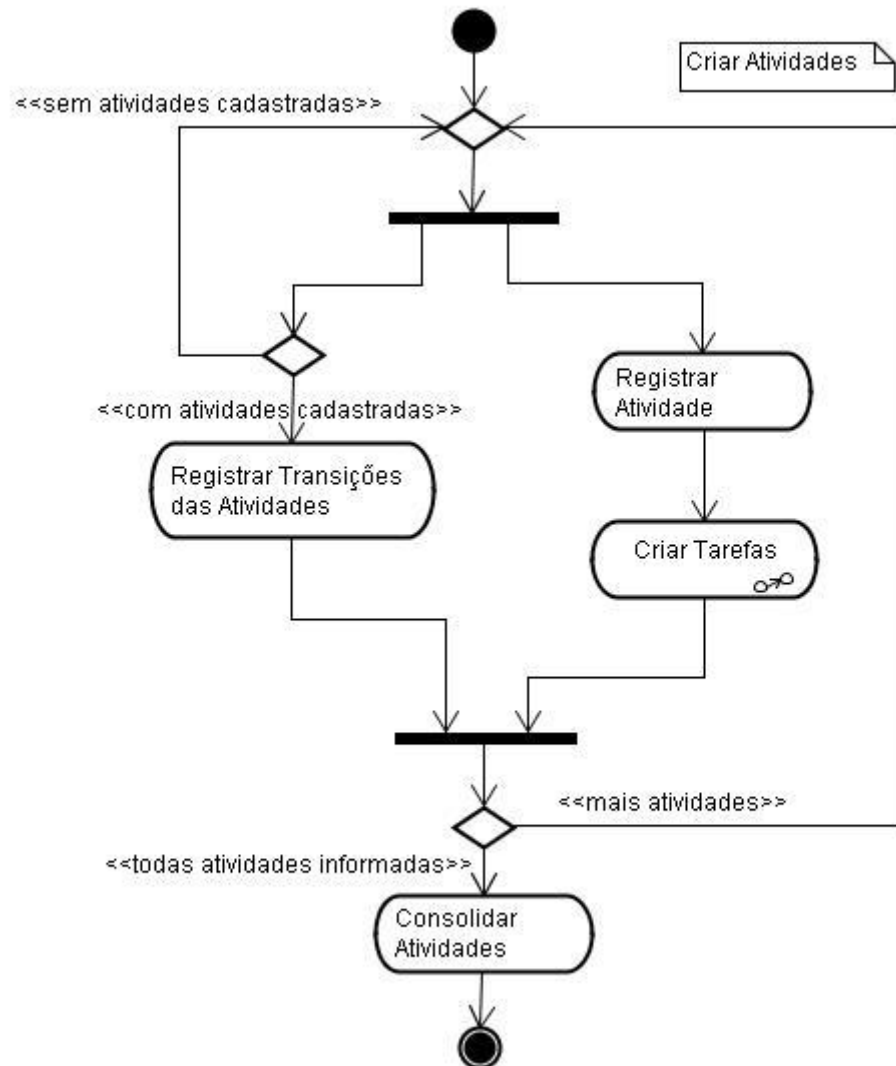 Criar Atividades
<<sem atividades cadastradas>>
<<com atividades cadastradas>>
Registrar
Atividade
Registrar Transições
das Atividades
Criar Tarefas
<<mais atividades>>
<<todas atividades informadas>>
Consolidar
Atividades